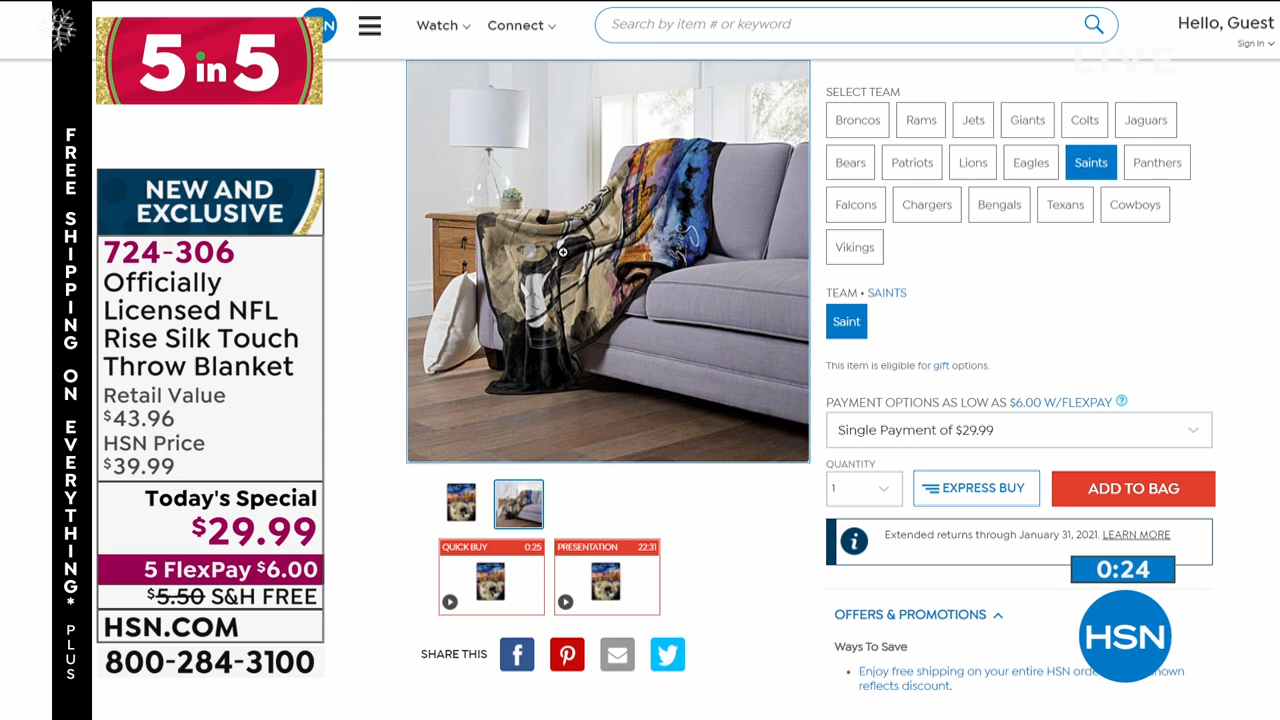 5 in 5
FREE SHIPPING ON EVERYTHING* PLUS
NEW AND
EXCLUSIVE
724-306
Officially
Licensed NFL
Rise Silk Touch
Throw Blanket
Retail Value
$43.96
HSN Price
$39.99
Today's Special
$29.99
5 FlexPay $6.00
$5.50 S&H FREE
HSN.COM
800-284-3100
Watch
Connect
Search by item # or keyword
Hello, Guest
Sign In
LIVE
SELECT TEAM
Broncos Rams Jets Giants Colts Jaguars
Bears Patriots Lions Eagles Saints Panthers
Falcons Chargers Bengals Texans Cowboys
Vikings
TEAM • SAINTS
Saint
This item is eligible for gift options.
PAYMENT OPTIONS AS LOW AS $6.00 W/FLEXPAY ?
Single Payment of $29.99
QUANTITY
1
EXPRESS BUY
ADD TO BAG
Extended returns through January 31, 2021. LEARN MORE
0:24
OFFERS & PROMOTIONS
Ways To Save
• Enjoy free shipping on your entire HSN
reflects discount.
HSN
QUICK BUY 0:25
PRESENTATION 22:31
SHARE THIS